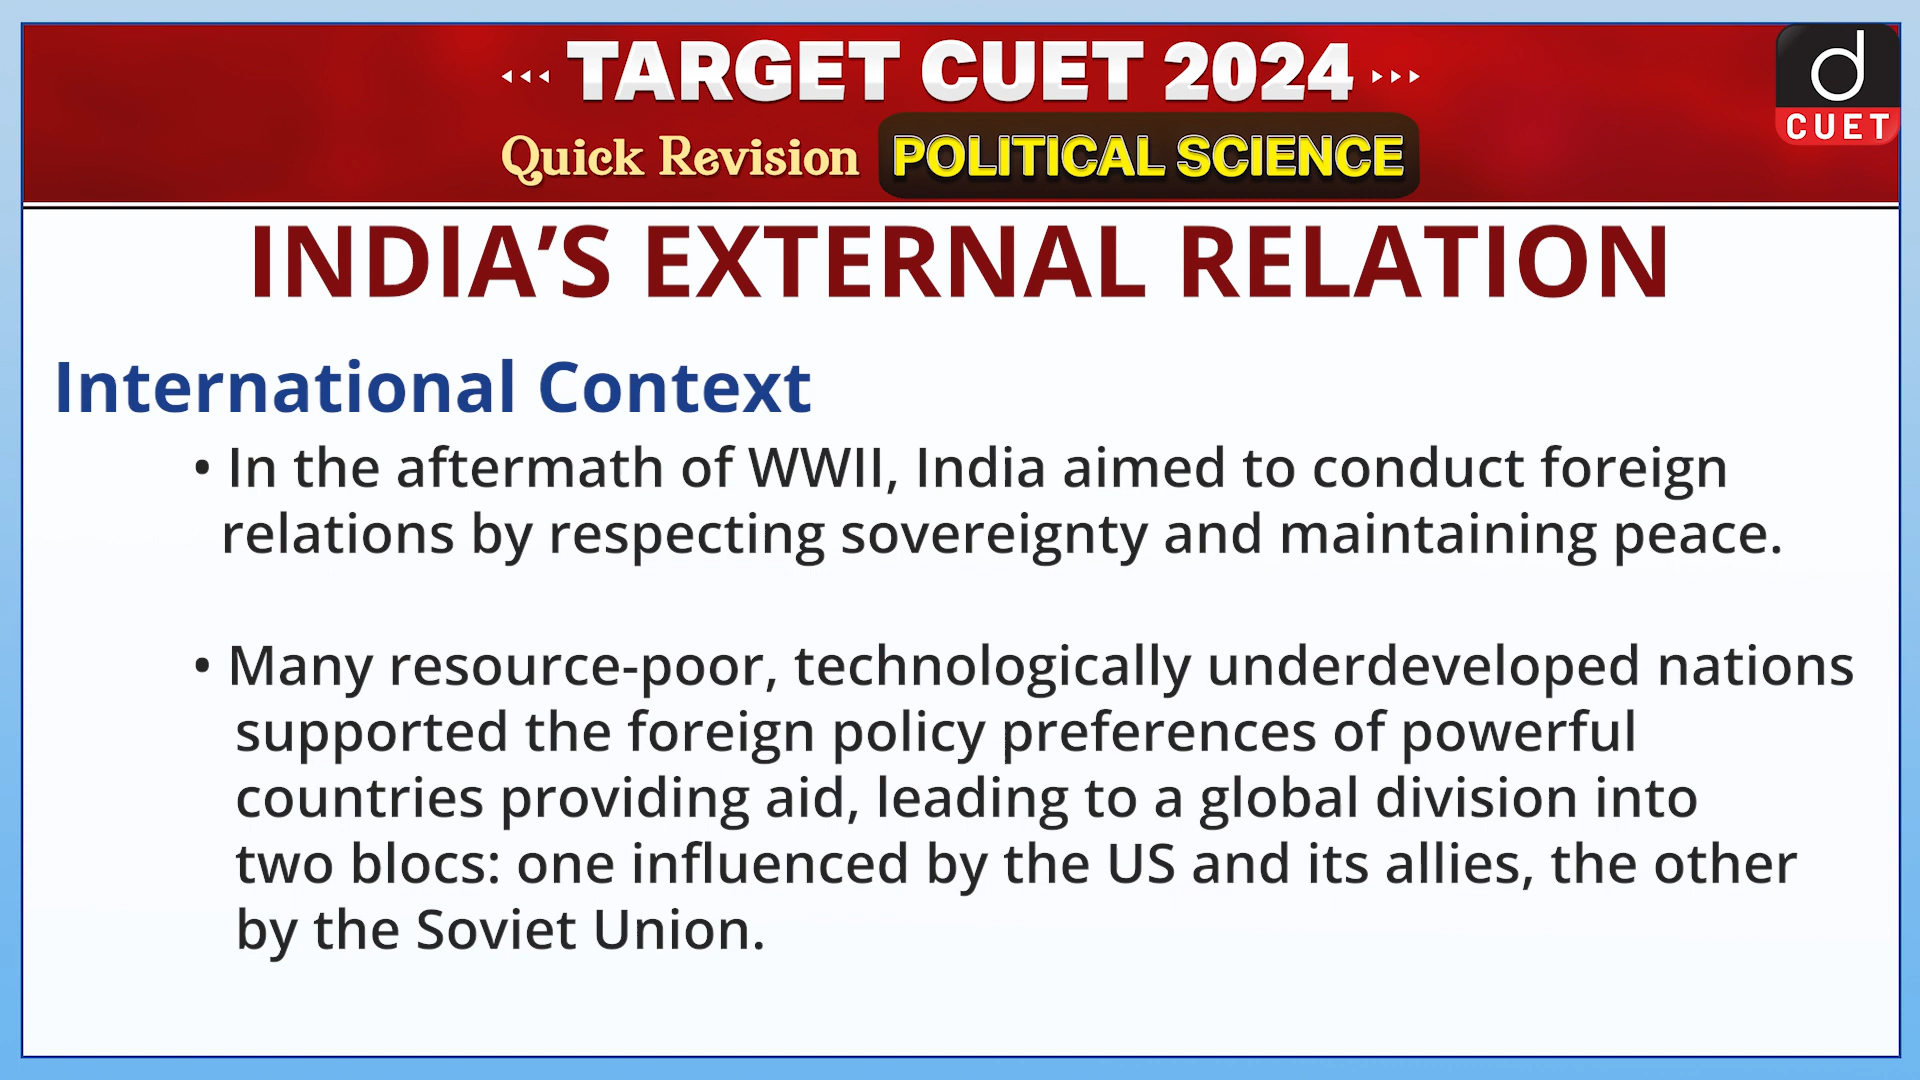 TARGET CUET 2024
Quick Revision POLITICAL SCIENCE
d
CUET
INDIA’S EXTERNAL RELATION
International Context
• In the aftermath of WWII, India aimed to conduct foreign
relations by respecting sovereignty and maintaining peace.
• Many resource-poor, technologically underdeveloped nations
supported the foreign policy preferences of powerful
countries providing aid, leading to a global division into
two blocs: one influenced by the US and its allies, the other
by the Soviet Union.